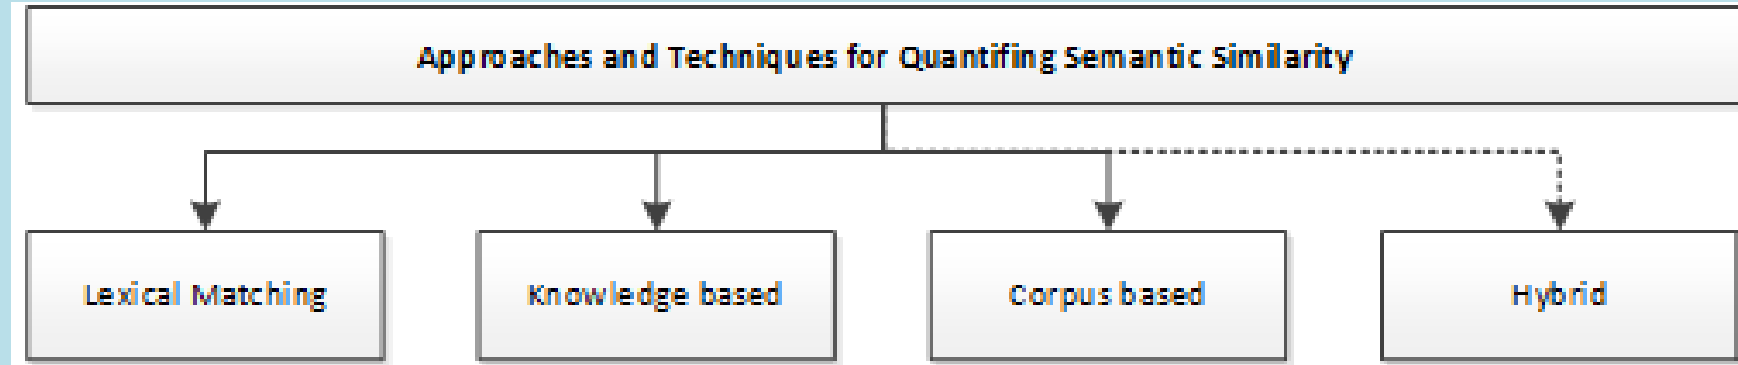 Approaches and Techniques for Quantifing Semantic Similarity
Lexical Matching
Knowledge based
Corpus based
Hybrid